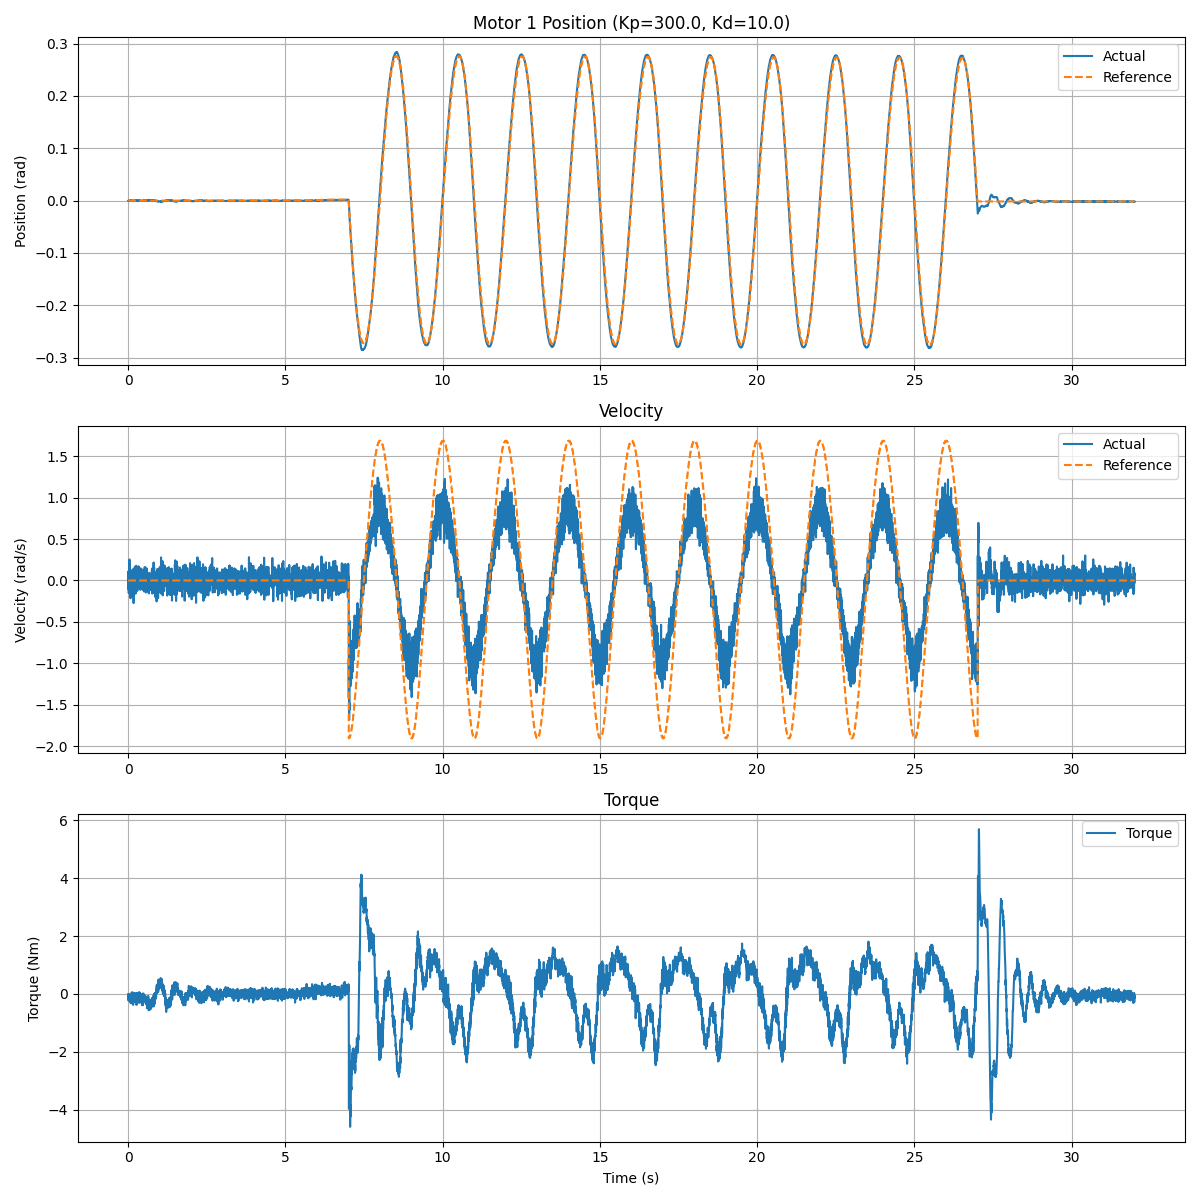 Motor 1 Position (Kp=300.0, Kd=10.0)
0.3
0.2
0.1
0.0
−0.1
−0.2
−0.3
Position (rad)
Actual
Reference
0 5 10 15 20 25 30
Velocity
1.5
1.0
0.5
0.0
−0.5
−1.0
−1.5
−2.0
Velocity (rad/s)
Actual
Reference
0 5 10 15 20 25 30
Torque
6
4
2
0
−2
−4
Torque (Nm)
Torque
0 5 10 15 20 25 30
Time (s)